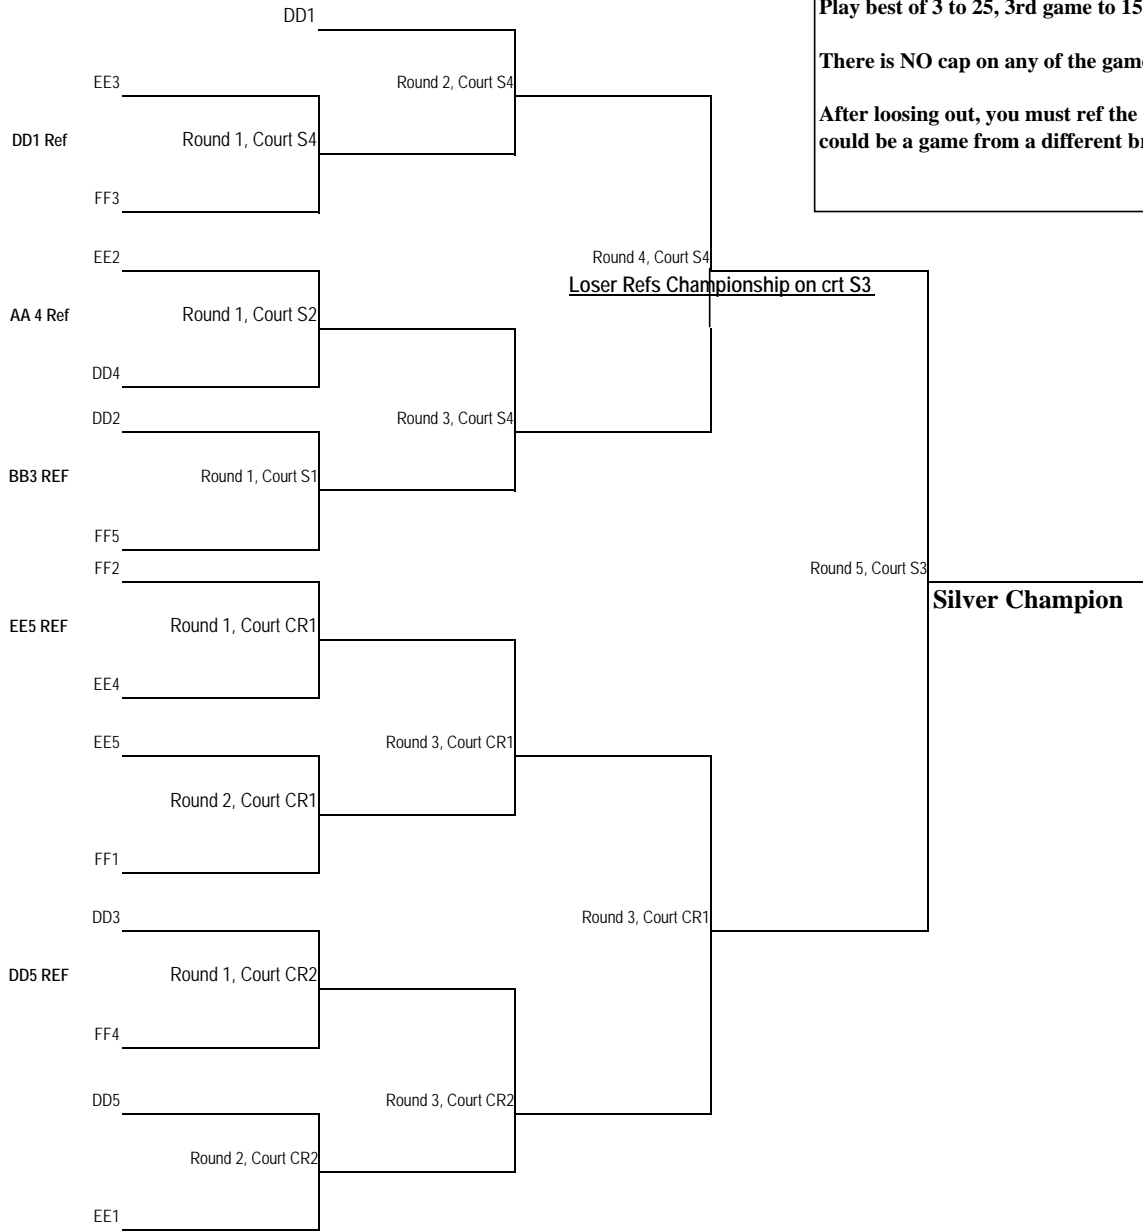 Play best of 3 to 25, 3rd game to 15
DD1
There is NO cap on any of the
EE3
Round 2, Court S4
After loosing out, you must ref the
could be a game from a different
DD1 Ref
Round 1, Court S4
FF3
EE2
Round 4, Court S4
Loser Refs Championship on crt S3
AA 4 Ref
Round 1, Court S2
DD4
DD2
Round 3, Court S4
BB3 REF
Round 1, Court S1
FF5
FF2
Round 5, Court S3
Silver Champion
EE5 REF
Round 1, Court CR1
EE4
EE5
Round 3, Court CR1
Round 2, Court CR1
FF1
DD3
Round 3, Court CR1
DD5 REF
Round 1, Court CR2
FF4
DD5
Round 3, Court CR2
Round 2, Court CR2
EE1